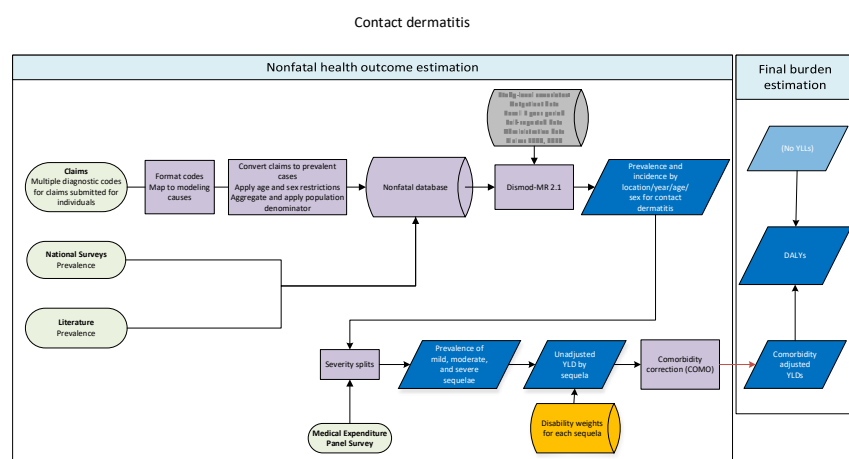 Contact dermatitis
Nonfatal health outcome estimation
Final burden
estimation
Claims
Multiple diagnostic codes
for claims submitted for
individuals
Format codes
Map to modeling
causes
Convert claims to prevalent
cases
Apply age and sex restrictions
Aggregate and apply population
denominator
Nonfatal database
Dismod-MR 2.1
Prevalence and
incidence by
location/year/age/
sex for contact
dermatitis
(No YLLs)
National Surveys
Prevalence
DALYs
Literature
Prevalence
Severity splits
Prevalence of
mild, moderate,
and severe
sequelae
Unadjusted
YLD by
sequela
Comorbidity
correction (COMO)
Comorbidity
adjusted
YLDs
Medical Expenditure
Panel Survey
Disability weights
for each sequela